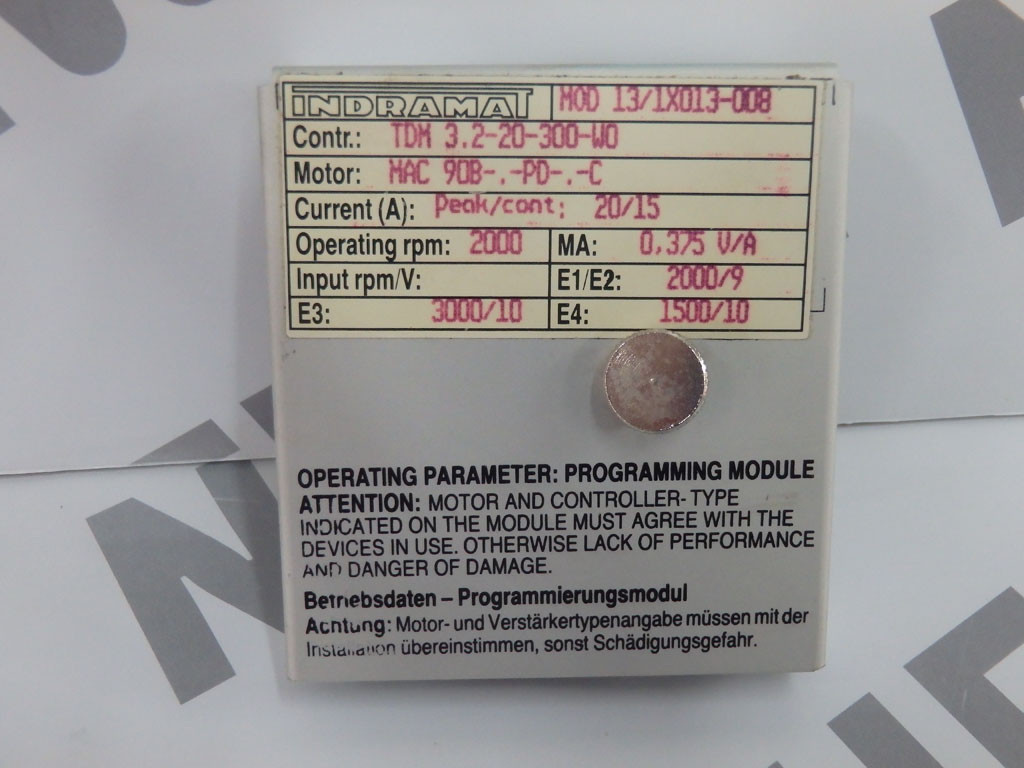 INDRAMAT MOD 13/1X013-008
Contr.: TDM 3.2-20-300-W0
Motor: MAC 90B-.-PD-.-C
Current (A): Peak/cont: 20/15
Operating rpm: 2000 MA: 0,375 V/A
Input rpm/V: E1/E2: 2000/9
E3: 3000/10 E4: 1500/10
OPERATING PARAMETER: PROGRAMMING MODULE
ATTENTION: MOTOR AND CONTROLLER- TYPE
INDICATED ON THE MODULE MUST AGREE WITH THE
DEVICES IN USE. OTHERWISE LACK OF PERFORMANCE
AND DANGER OF DAMAGE.
Betriebsdaten – Programmierungsmodul
Achtung: Motor- und Verstärkertypenangabe müssen mit der
Installation übereinstimmen, sonst Schädigungsgefahr.